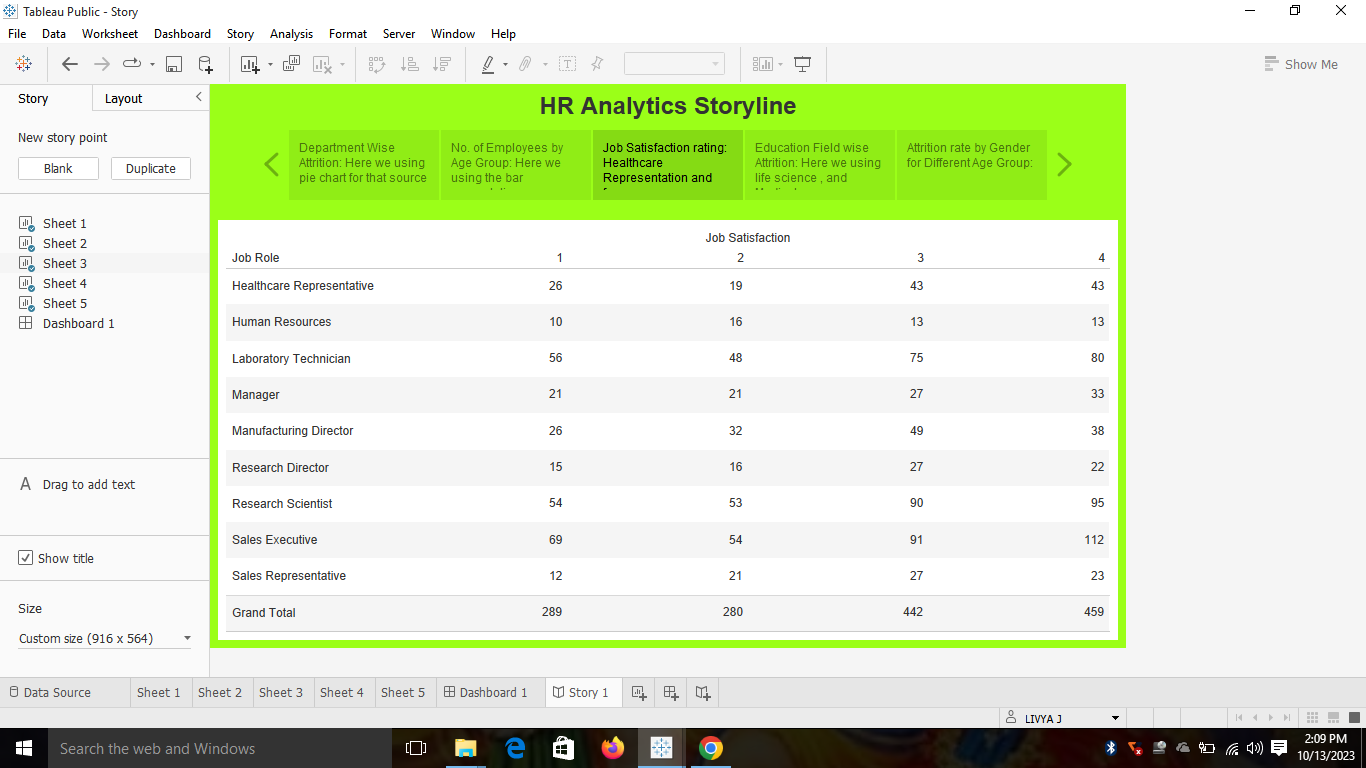 Tableau Public - Story
File Data Worksheet Dashboard Story Analysis Format Server Window Help
Show Me
Story Layout
New story point
Blank Duplicate
Sheet 1
Sheet 2
Sheet 3
Sheet 4
Sheet 5
Dashboard 1
A Drag to add text
Show title
Size
Custom size (916 x 564)
HR Analytics Storyline
Department Wise
Attrition: Here we using
pie chart for that source
No. of Employees by
Age Group: Here we
using the bar
Job Satisfaction rating:
Healthcare
Representation and
Education Field wise
Attrition: Here we using
life science , and
Attrition rate by Gender
for Different Age Group:
Job Satisfaction
Job Role 1 2 3 4
Healthcare Representative 26 19 43 43
Human Resources 10 16 13 13
Laboratory Technician 56 48 75 80
Manager 21 21 27 33
Manufacturing Director 26 32 49 38
Research Director 15 16 27 22
Research Scientist 54 53 90 95
Sales Executive 69 54 91 112
Sales Representative 12 21 27 23
Grand Total 289 280 442 459
Data Source Sheet 1 Sheet 2 Sheet 3 Sheet 4 Sheet 5 Dashboard 1 Story 1
LIVYA J
Search the web and Windows
2:09 PM
10/13/2023